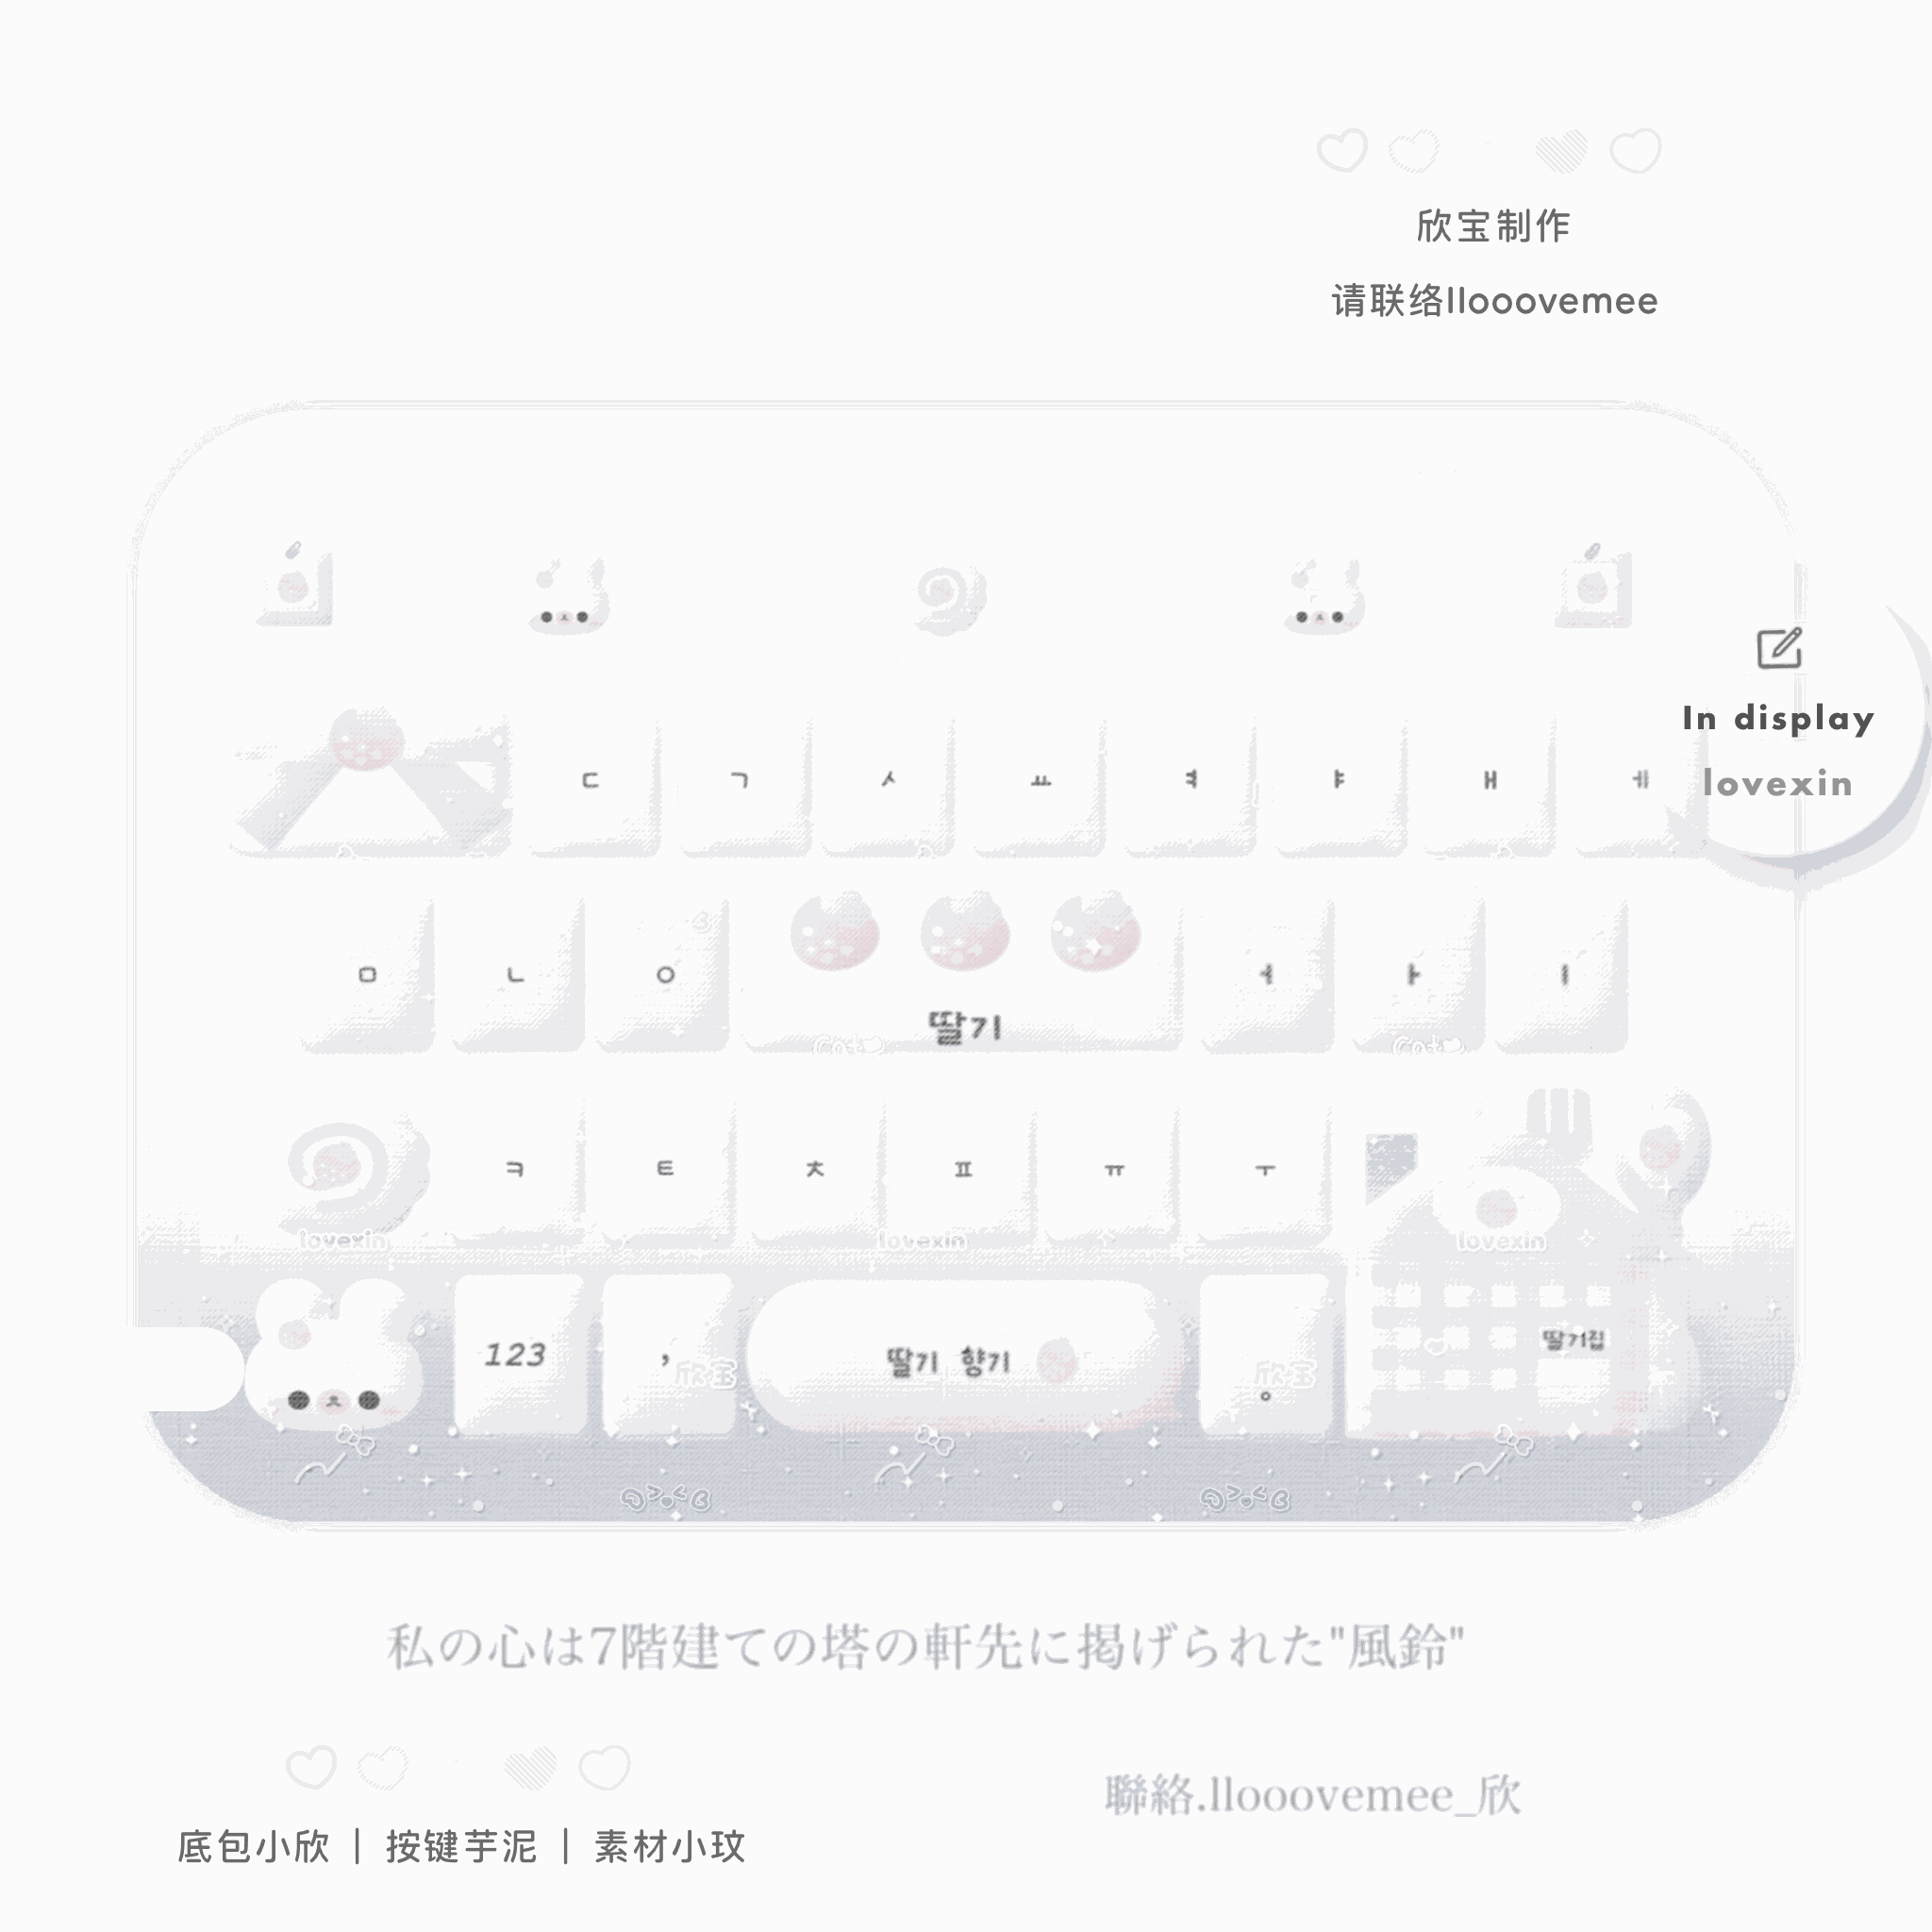 欣宝制作
请联络llooovemee
In display
lovexin
ㄷ ㄱ ㅅ ㅛ ㅕ ㅑ ㅐ ㅔ
ㅁ ㄴ ㅇ ㅓ ㅏ ㅣ
딸기
ㅋ ㅌ ㅊ ㅍ ㅠ ㅜ
lovexin lovexin lovexin
123 , 딸기 향기 。 딸기집
欣宝 欣宝
私の心は7階建ての塔の軒先に掲げられた"風鈴"
聯絡.llooovemee_欣
底包小欣 | 按键芋泥 | 素材小玟